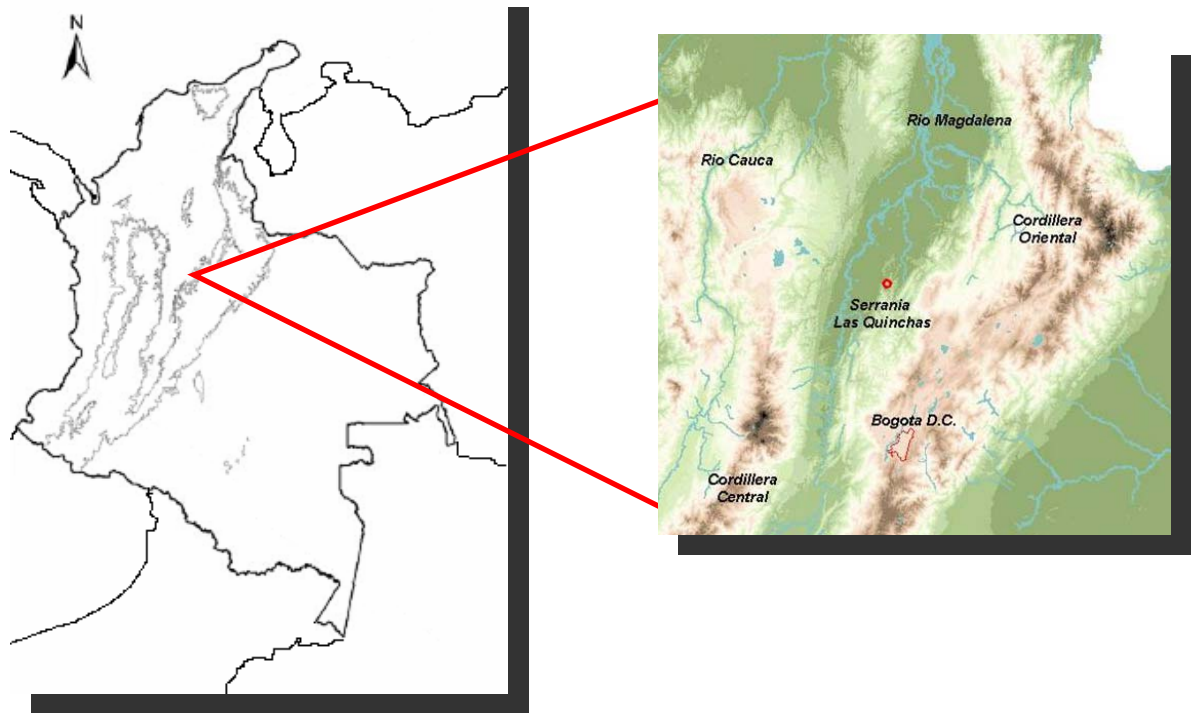 N
Rio Magdalena
Rio Cauca
Cordillera
Oriental
Serrania
Las Quinchas
Bogota D.C.
Cordillera
Central